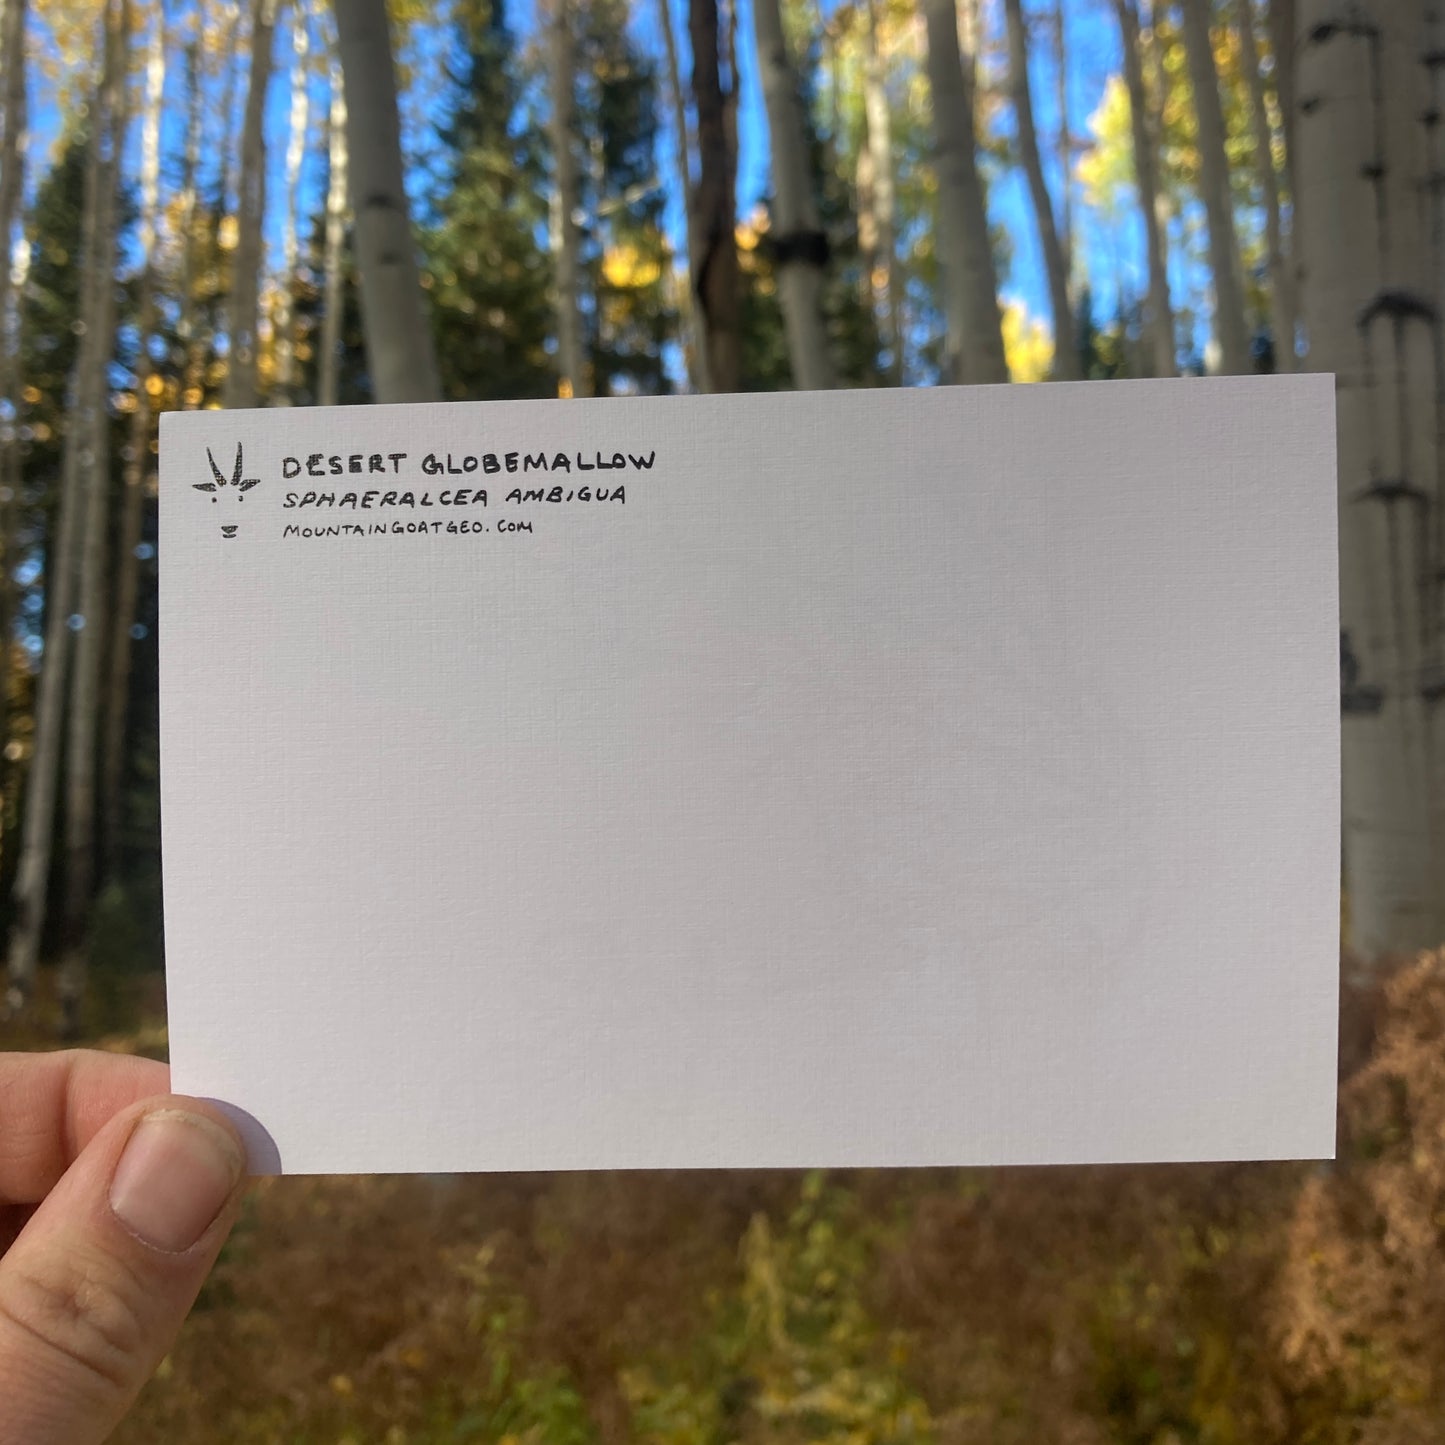 DESERT GLOBEMALLOW
SPHAERALCEA AMBIGUA
MOUNTAINGOATGEO.COM